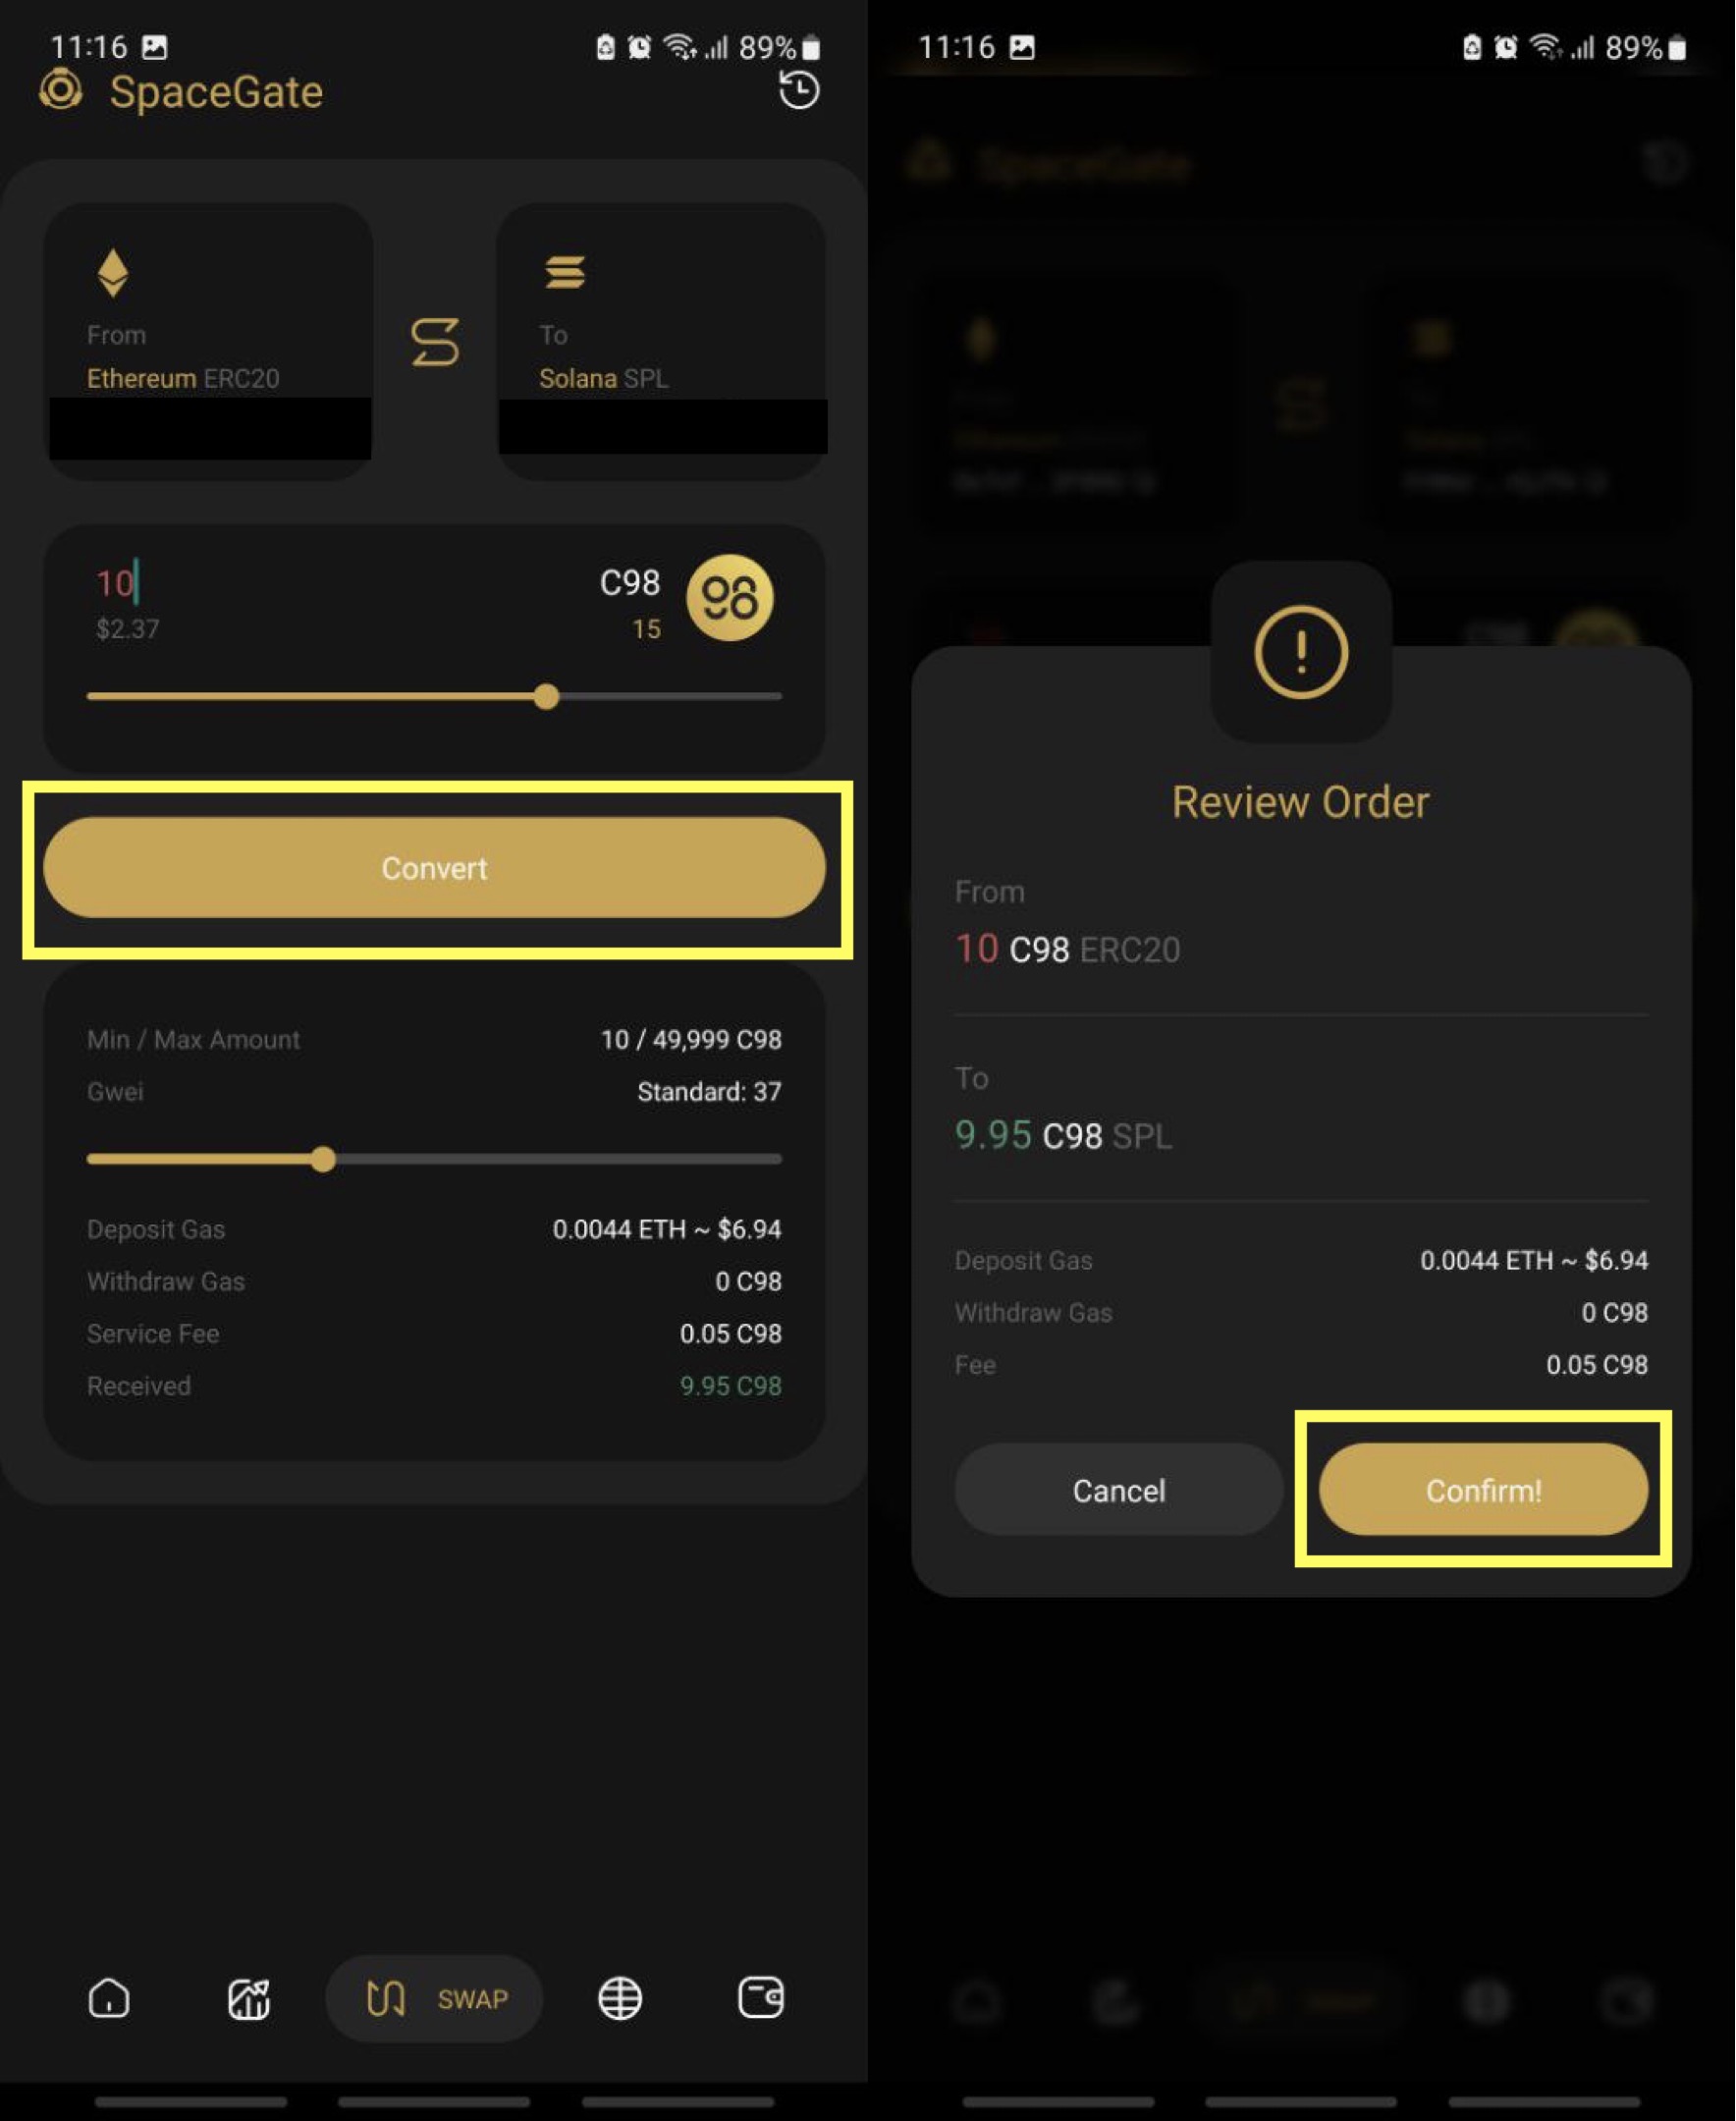 11:16 89%
SpaceGate
From
Ethereum ERC20
To
Solana SPL
10 C98
$2.37 15
Convert
Min / Max Amount 10 / 49,999 C98
Gwei Standard: 37
Deposit Gas 0.0044 ETH ~ $6.94
Withdraw Gas 0 C98
Service Fee 0.05 C98
Received 9.95 C98
SWAP
11:16 89%
SpaceGate
Review Order
From
10 C98 ERC20
To
9.95 C98 SPL
Deposit Gas 0.0044 ETH ~ $6.94
Withdraw Gas 0 C98
Fee 0.05 C98
Cancel Confirm!